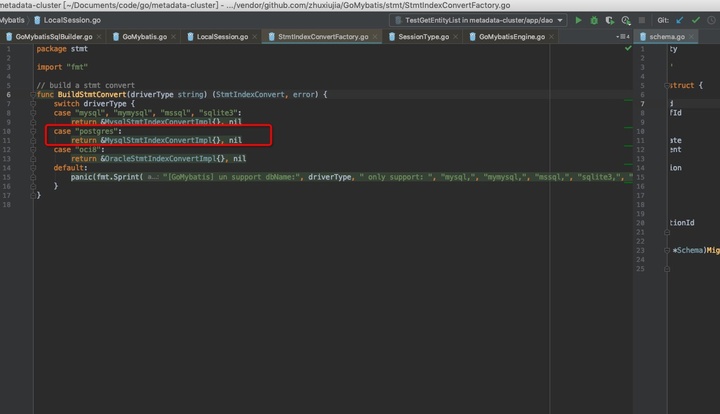 metadata-cluster [~/Documents/code/go/metadata-cluster] - .../vendor/github.com/zhuxiujia/GoMybatis/stmt/StmtIndexConvertFactory.go
Mybatis
LocalSession.go
TestGetEntityList in metadata-cluster/app/dao
Git:
GoMybatisSqlBuilder.go
GoMybatis.go
LocalSession.go
StmtIndexConvertFactory.go
SessionType.go
GoMybatisEngine.go
schema.go
1 package stmt
2
3 import "fmt"
4
5 // build a stmt convert
6 func BuildStmtConvert(driverType string) (StmtIndexConvert, error) {
7 switch driverType {
8 case "mysql", "mymysql", "mssql", "sqlite3":
9 return &MysqlStmtIndexConvertImpl{}, nil
10 case "postgres":
11 return &MysqlStmtIndexConvertImpl{}, nil
12 case "oci8":
13 return &OracleStmtIndexConvertImpl{}, nil
14 default:
15 panic(fmt.Sprint( a...: "[GoMybatis] un support dbName:", driverType, " only support: ", "mysql,", "mymysql,", "mssql,", "sqlite3,", "
16 }
17 }
18
1 ty
2
3 "
4
5 struct {
6
7 d
8 fId
9
10
11 ate
12 ent
13
14 ion
15
16
17
18
19
20 tionId
21
22
23 *Schema)Mig
25